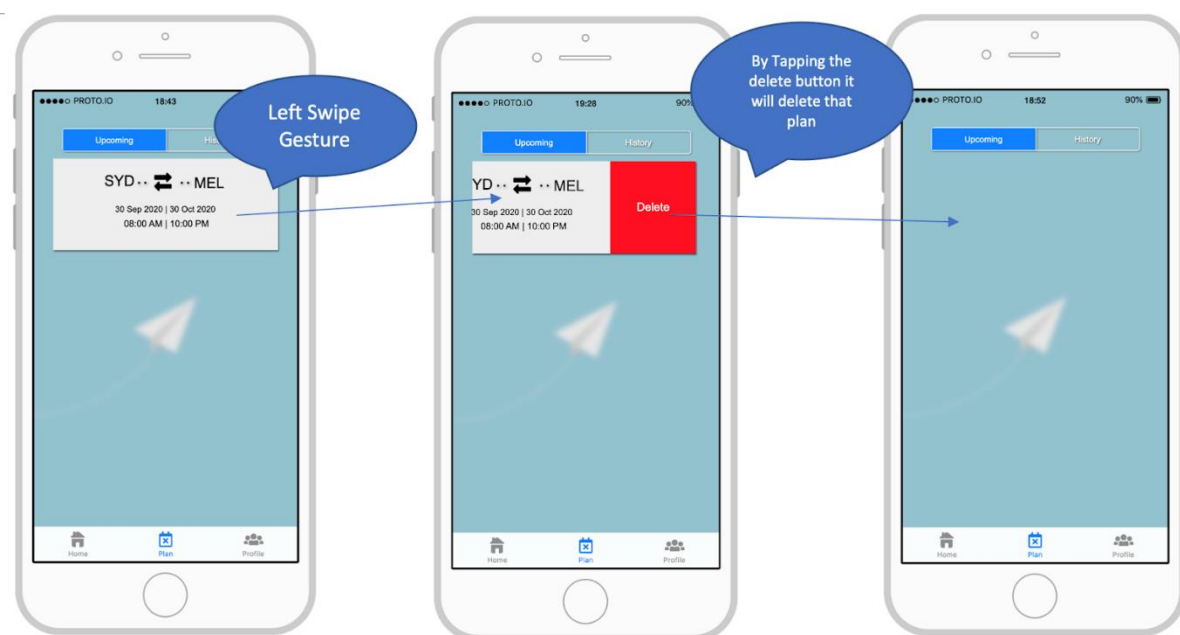 PROTO.IO 18:43
Upcoming His
SYD ·· ·· MEL
30 Sep 2020 | 30 Oct 2020
08:00 AM | 10:00 PM
Home Plan Profile
Left Swipe
Gesture
PROTO.IO 19:28 90%
Upcoming History
YD ·· ·· MEL
30 Sep 2020 | 30 Oct 2020
08:00 AM | 10:00 PM
Delete
Home Plan Profile
By Tapping the
delete button it
will delete that
plan
PROTO.IO 18:52 90%
Upcoming History
Home Plan Profile